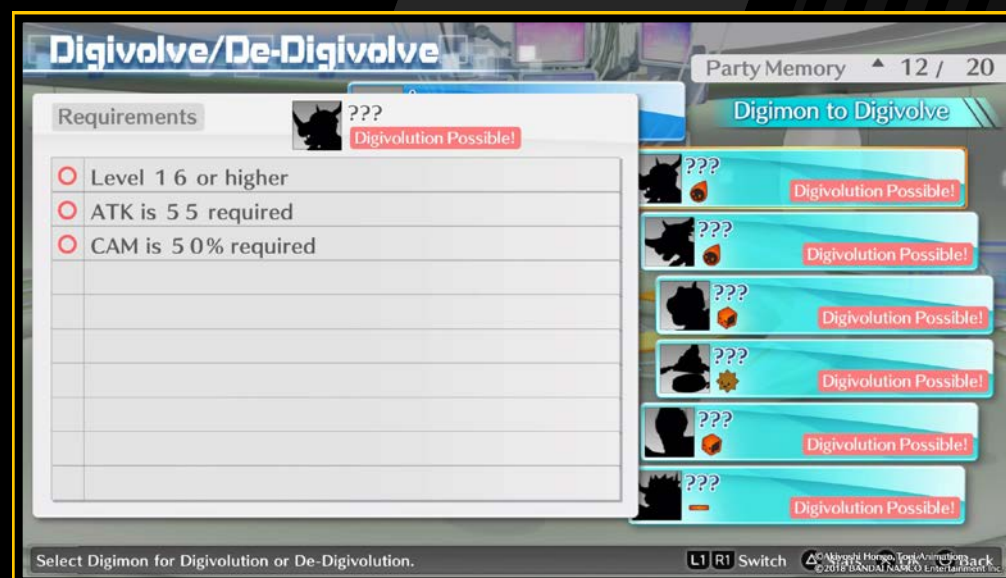 Digivolve/De-Digivolve
Party Memory 12 / 20
Requirements
???
Digivolution Possible!
Level 16 or higher
ATK is 55 required
CAM is 50% required
Digimon to Digivolve
???
Digivolution Possible!
???
Digivolution Possible!
???
Digivolution Possible!
???
Digivolution Possible!
???
Digivolution Possible!
???
Digivolution Possible!
Select Digimon for Digivolution or De-Digivolution.
L1 R1 Switch
Back
©Akiyoshi Hongo, Toei Animation
©2018 BANDAI NAMCO Entertainment Inc.